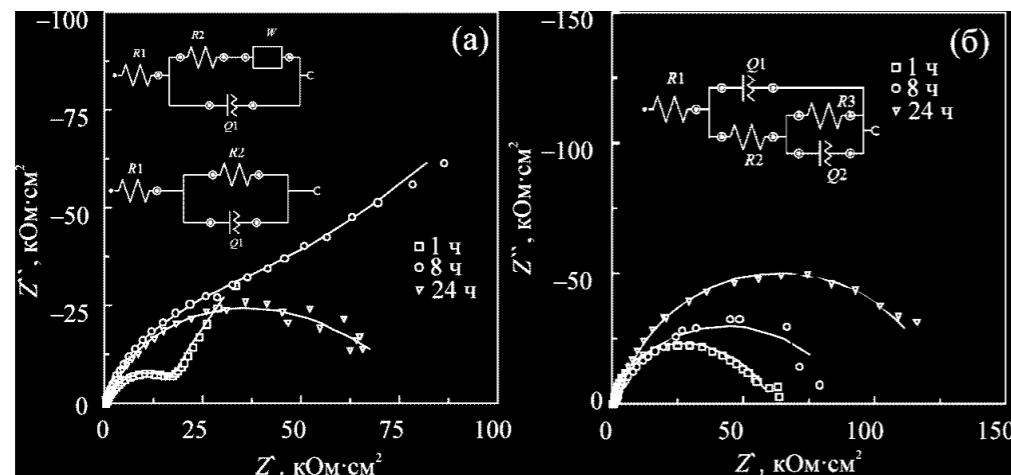 (а)
–100
–75
–50
–25
0
0
25
50
75
100
Z``, кОм·см²
Z`, кОм·см²
R1
R2
W
Q1
R1
R2
Q1
1 ч
8 ч
24 ч
(б)
–150
–100
–50
0
0
50
100
150
Z``, кОм·см²
Z`, кОм·см²
R1
Q1
R3
R2
Q2
1 ч
8 ч
24 ч